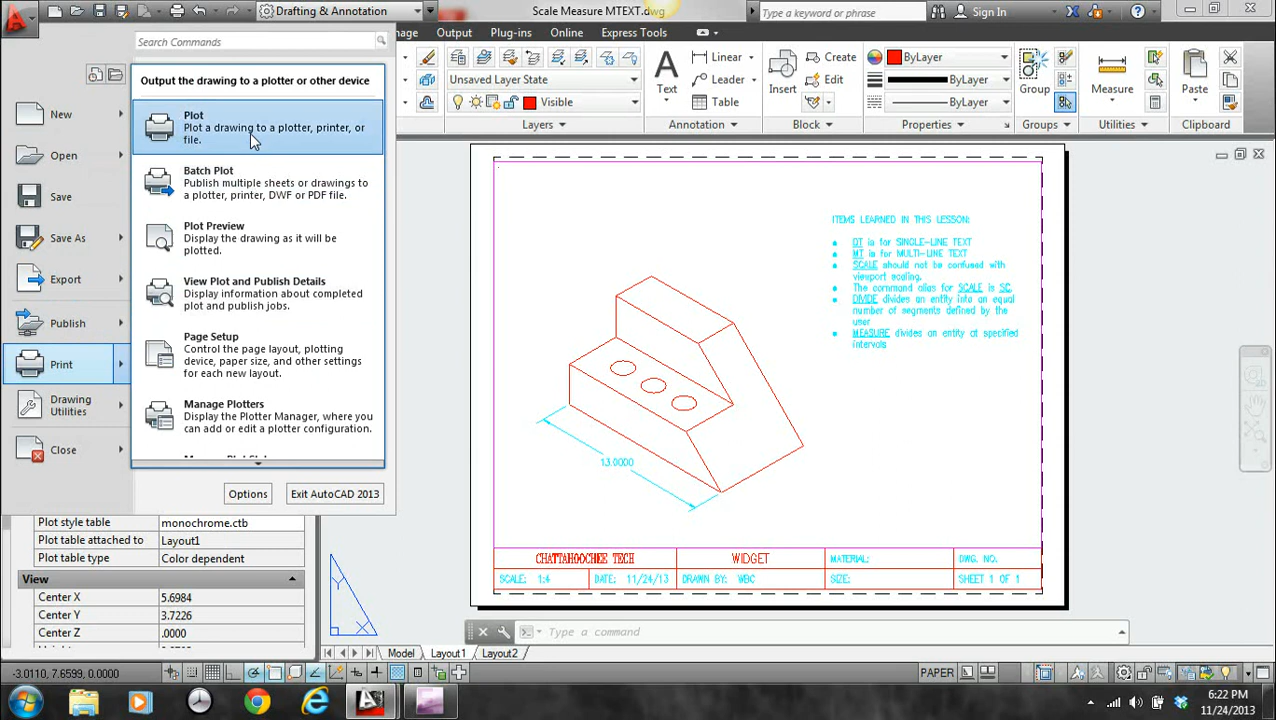 Drafting & Annotation
Scale Measure MTEXT.dwg
Type a keyword or phrase
Sign In
nage
Output
Plug-ins
Online
Express Tools
Search Commands
Output the drawing to a plotter or other device
Plot
Plot a drawing to a plotter, printer, or
file.
Batch Plot
Publish multiple sheets or drawings to
a plotter, printer, DWF or PDF file.
Plot Preview
Display the drawing as it will be
plotted.
View Plot and Publish Details
Display information about completed
plot and publish jobs.
Page Setup
Control the page layout, plotting
device, paper size, and other settings
for each new layout.
Manage Plotters
Display the Plotter Manager, where you
can add or edit a plotter configuration.
New
Open
Save
Save As
Export
Publish
Print
Drawing
Utilities
Close
Options
Exit AutoCAD 2013
Unsaved Layer State
Visible
Layers
Text
Linear
Leader
Table
Annotation
Insert
Create
Edit
Block
ByLayer
ByLayer
ByLayer
Properties
Group
Groups
Measure
Utilities
Paste
Clipboard
ITEMS LEARNED IN THIS LESSON:
DT is for SINGLE-LINE TEXT
MT is for MULTI-LINE TEXT
SCALE should not be confused with
viewport scaling.
The command alias for SCALE is SC.
DIVIDE divides an entity into an equal
number of segments defined by the
user
MEASURE divides an entity at specified
intervals
13.0000
CHATTAHOOCHEE TECH
WIDGET
MATERIAL:
DWG. NO.
SCALE: 1:4
DATE: 11/24/13
DRAWN BY: WBC
SIZE:
SHEET 1 OF 1
Plot style table
monochrome.ctb
Plot table attached to
Layout1
Plot table type
Color dependent
View
Center X
5.6984
Center Y
3.7226
Center Z
.0000
Y
X
Type a command
Model
Layout1
Layout2
-3.0110, 7.6599, 0.0000
PAPER
6:22 PM
11/24/2013